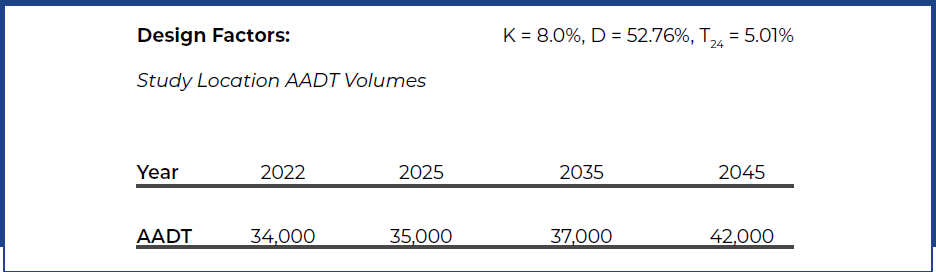 Design Factors: K = 8.0%, D = 52.76%, T24 = 5.01%
Study Location AADT Volumes
Year 2022 2025 2035 2045
AADT 34,000 35,000 37,000 42,000